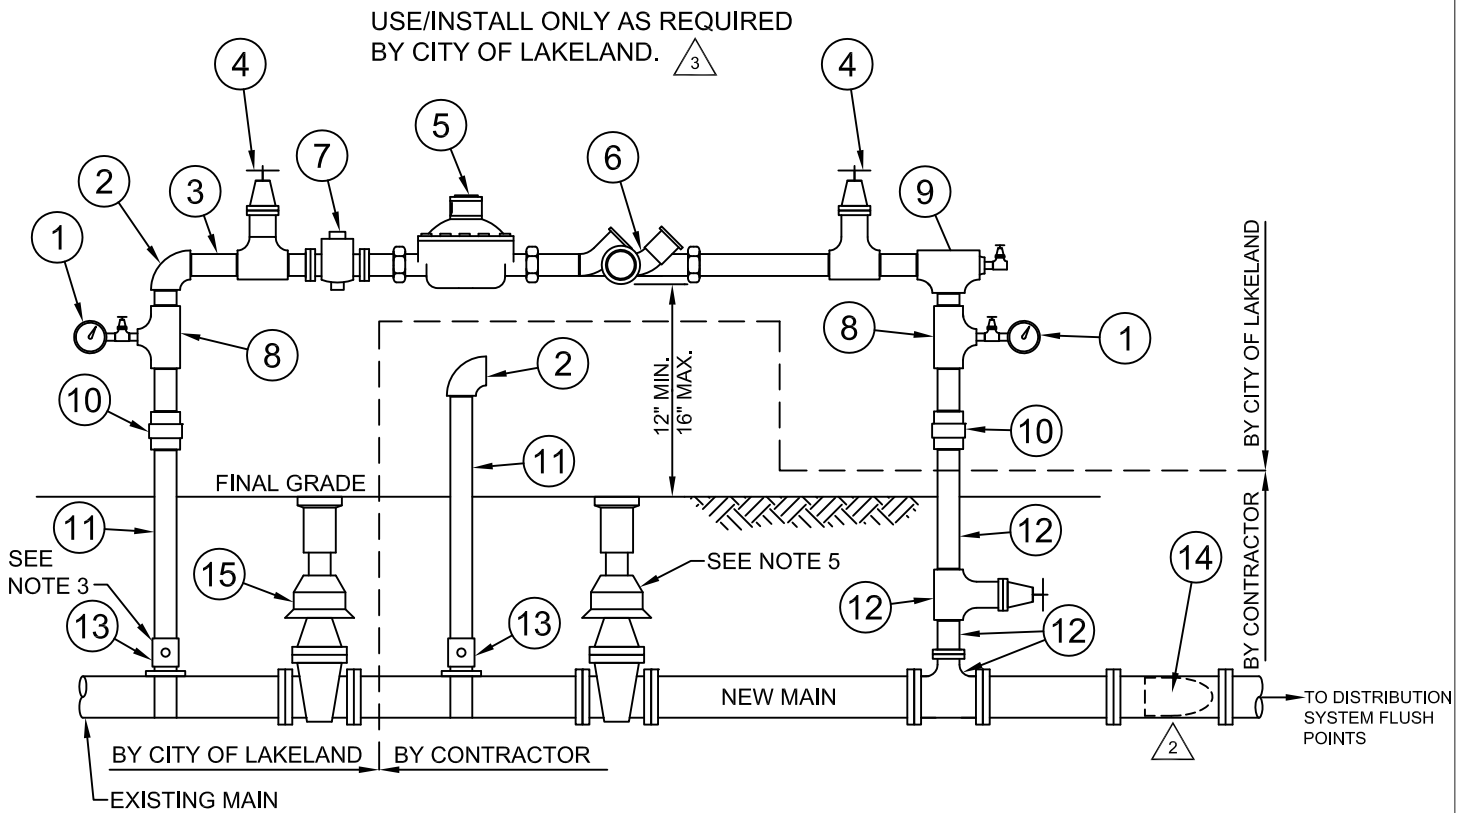 USE/INSTALL ONLY AS REQUIRED
BY CITY OF LAKELAND.
3
4
4
5
7
6
2
3
9
1
8
8
1
2
10
10
12" MIN.
16" MAX.
BY CITY OF LAKELAND
11
FINAL GRADE
11
12
SEE
NOTE 3
15
SEE NOTE 5
14
12
BY CONTRACTOR
13
13
12
NEW MAIN
TO DISTRIBUTION
SYSTEM FLUSH
POINTS
2
BY CITY OF LAKELAND
BY CONTRACTOR
EXISTING MAIN